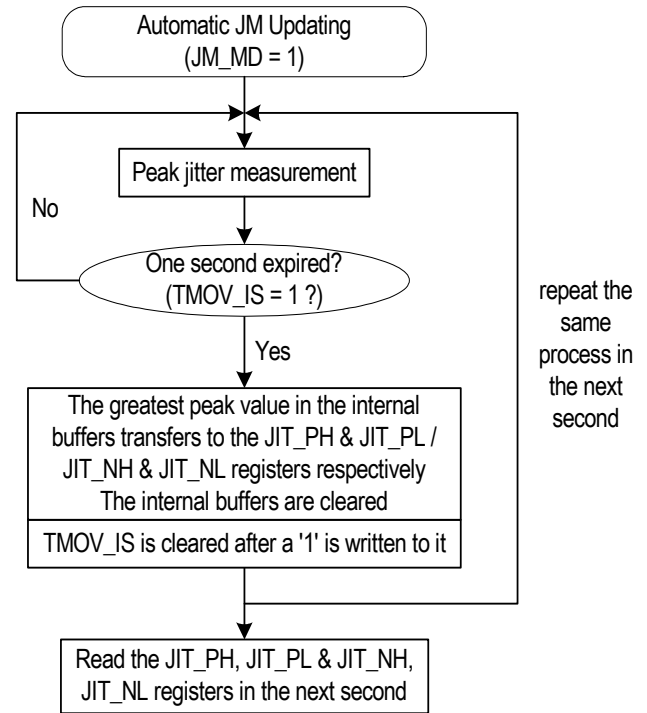 Automatic JM Updating
(JM_MD = 1)
Peak jitter measurement
No
One second expired?
(TMOV_IS = 1 ?)
Yes
repeat the
same
process in
the next
second
The greatest peak value in the internal
buffers transfers to the JIT_PH & JIT_PL /
JIT_NH & JIT_NL registers respectively
The internal buffers are cleared
TMOV_IS is cleared after a '1' is written to it
Read the JIT_PH, JIT_PL & JIT_NH,
JIT_NL registers in the next second